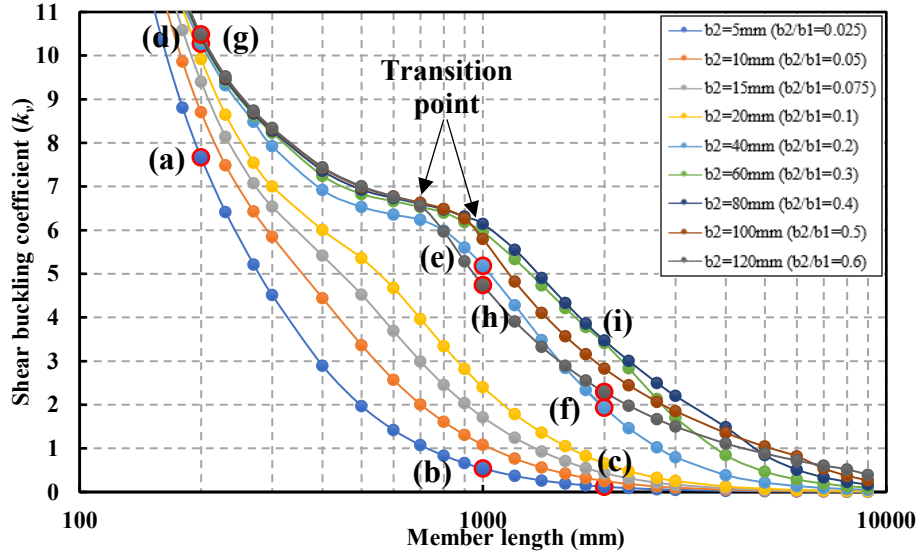 11
10
9
8
7
6
5
4
3
2
1
0
Shear buckling coefficient (kv)
100
1000
10000
Member length (mm)
(a)
(b)
(c)
(d)
(e)
(f)
(g)
(h)
(i)
Transition
point
b2=5mm (b2/b1=0.025)
b2=10mm (b2/b1=0.05)
b2=15mm (b2/b1=0.075)
b2=20mm (b2/b1=0.1)
b2=40mm (b2/b1=0.2)
b2=60mm (b2/b1=0.3)
b2=80mm (b2/b1=0.4)
b2=100mm (b2/b1=0.5)
b2=120mm (b2/b1=0.6)